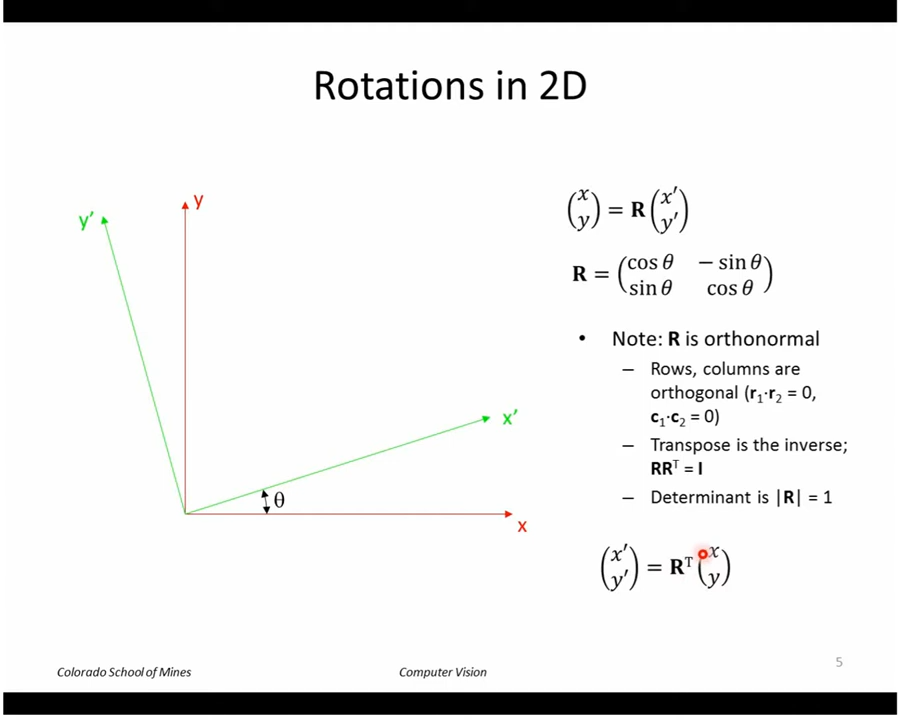 Rotations in 2D
y'
y
x'
θ
x
(x y) = R (x' y')
R = (cos θ − sin θ
sin θ cos θ)
• Note: R is orthonormal
– Rows, columns are
orthogonal (r₁·r₂ = 0,
c₁·c₂ = 0)
– Transpose is the inverse;
RRᵀ = I
– Determinant is |R| = 1
(x' y') = Rᵀ (x y)
Colorado School of Mines
Computer Vision
5